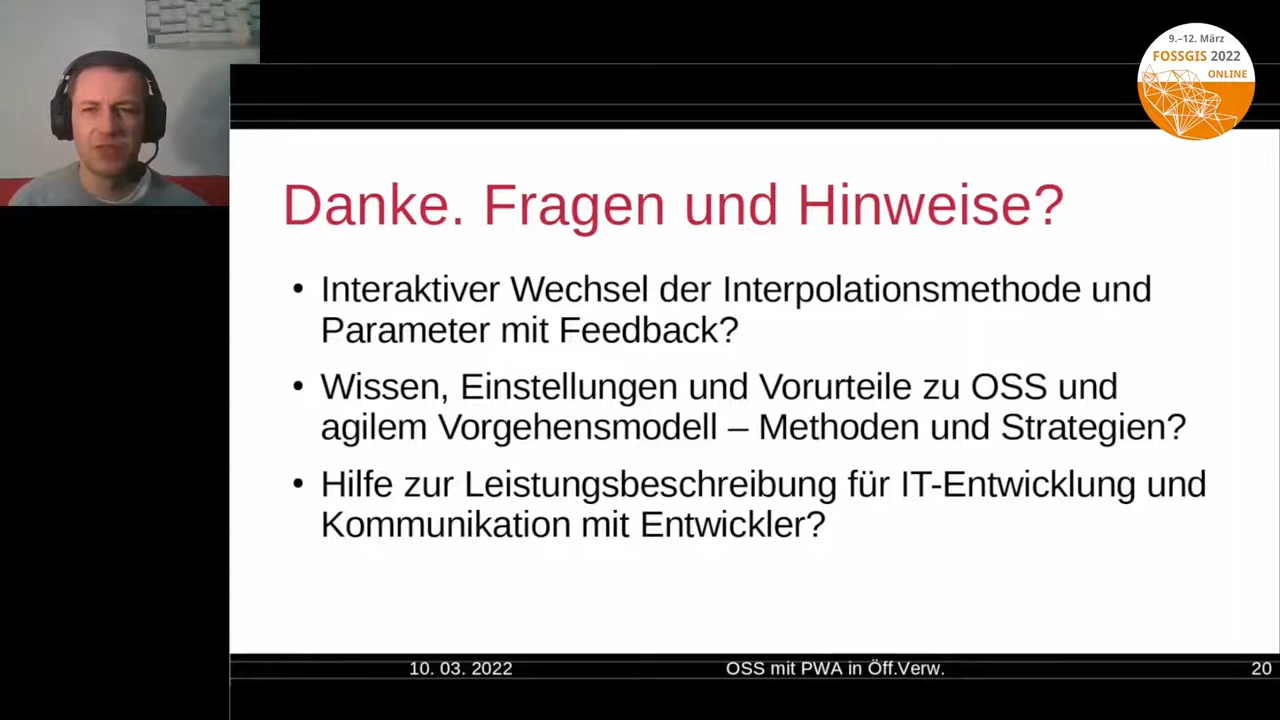 9.–12. März
FOSSGIS 2022
ONLINE
Danke. Fragen und Hinweise?
• Interaktiver Wechsel der Interpolationsmethode und
Parameter mit Feedback?
• Wissen, Einstellungen und Vorurteile zu OSS und
agilem Vorgehensmodell – Methoden und Strategien?
• Hilfe zur Leistungsbeschreibung für IT-Entwicklung und
Kommunikation mit Entwickler?
10. 03. 2022
OSS mit PWA in Öff.Verw.
20